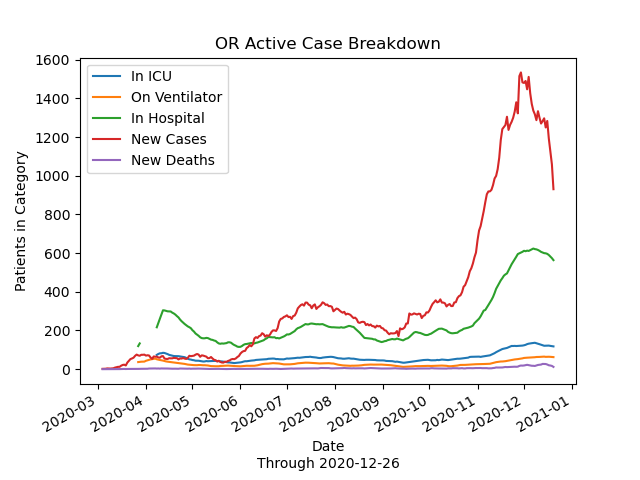 OR Active Case Breakdown
In ICU
On Ventilator
In Hospital
New Cases
New Deaths
Patients in Category
1600
1400
1200
1000
800
600
400
200
0
2020-03
2020-04
2020-05
2020-06
2020-07
2020-08
2020-09
2020-10
2020-11
2020-12
2021-01
Date
Through 2020-12-26